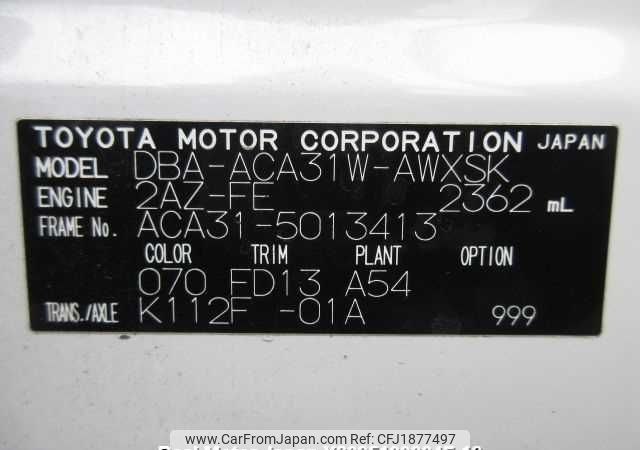 TOYOTA MOTOR CORPORATION JAPAN
MODEL DBA-ACA31W-AWXSK
ENGINE 2AZ-FE 2362 mL
FRAME No. ACA31-5013413
COLOR TRIM PLANT OPTION
070 FD13 A54
TRANS./AXLE K112F -01A 999
www.CarFromJapan.com - CFJ1877497